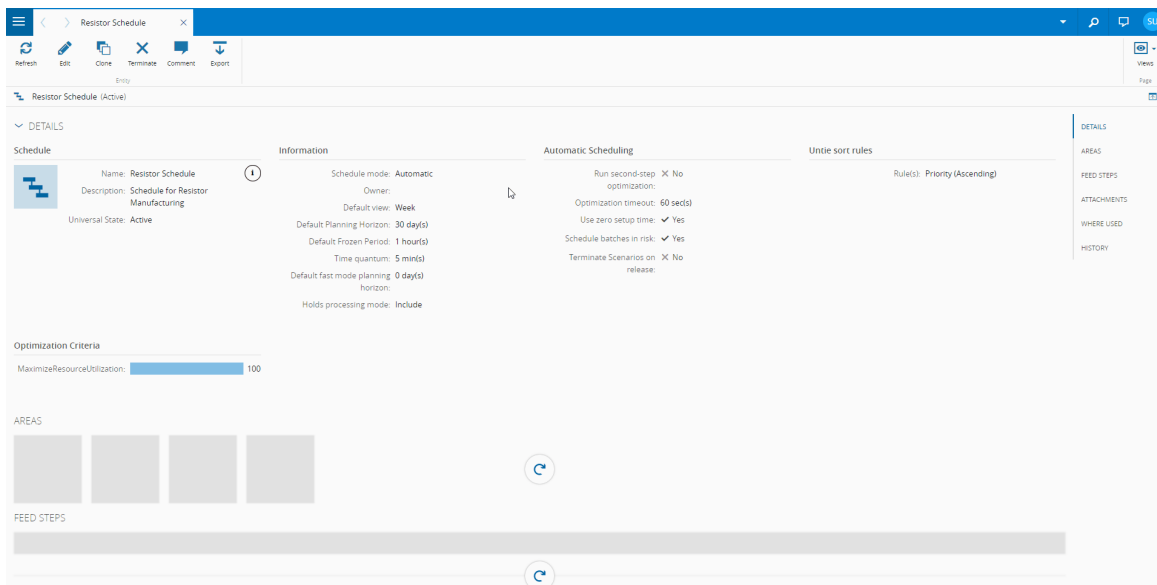 Resistor Schedule
SU
Refresh
Edit
Clone
Terminate
Comment
Export
Views
Entity
Page
Resistor Schedule (Active)
DETAILS
Schedule
Name: Resistor Schedule
Description: Schedule for Resistor
Manufacturing
Universal State: Active
Information
Schedule mode: Automatic
Owner:
Default view: Week
Default Planning Horizon: 30 day(s)
Default Frozen Period: 1 hour(s)
Time quantum: 5 min(s)
Default fast mode planning 0 day(s)
horizon:
Holds processing mode: Include
Automatic Scheduling
Run second-step No
optimization:
Optimization timeout: 60 sec(s)
Use zero setup time: Yes
Schedule batches in risk: Yes
Terminate Scenarios on No
release:
Untie sort rules
Rule(s): Priority (Ascending)
DETAILS
AREAS
FEED STEPS
ATTACHMENTS
WHERE USED
HISTORY
Optimization Criteria
MaximizeResourceUtilization: 100
AREAS
FEED STEPS